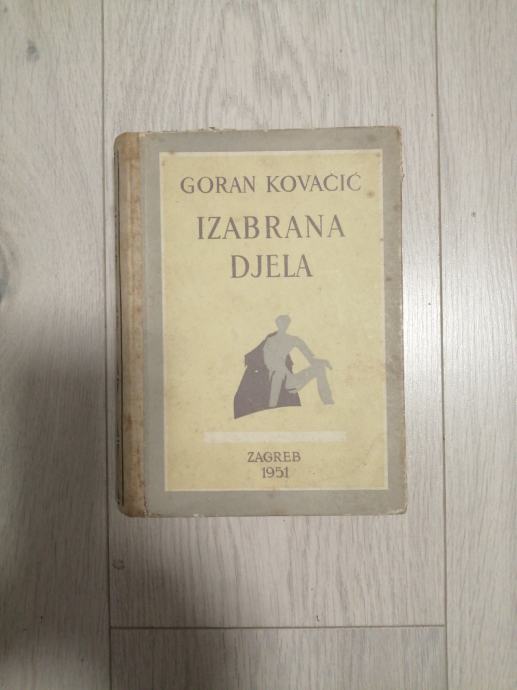 GORAN KOVAČIĆ
IZABRANA
DJELA
ZAGREB
1951